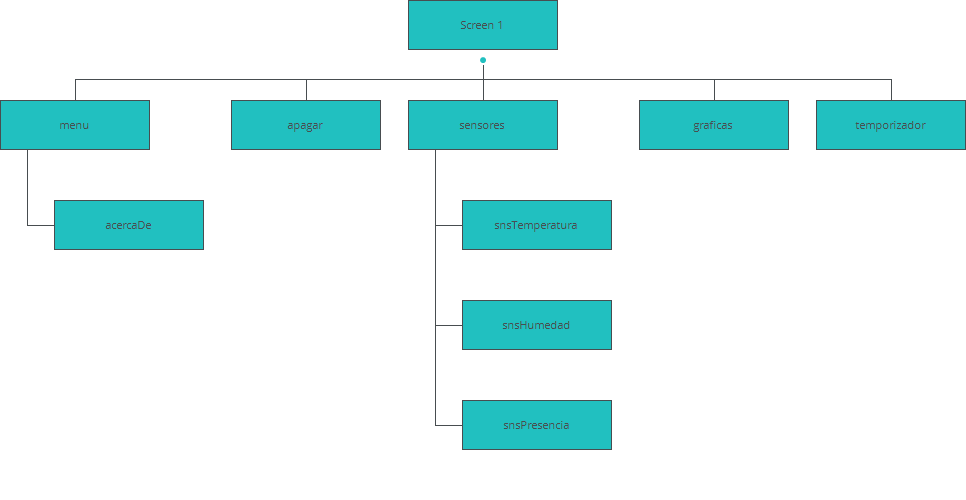 Screen 1
menu
apagar
sensores
graficas
temporizador
acercaDe
snsTemperatura
snsHumedad
snsPresencia